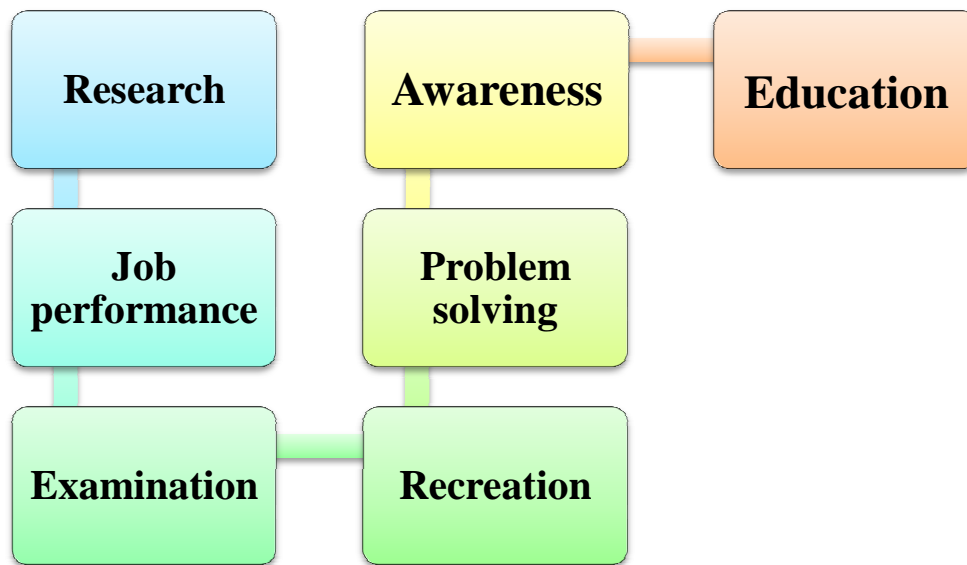 Research
Job
performance
Examination
Recreation
Problem
solving
Awareness
Education